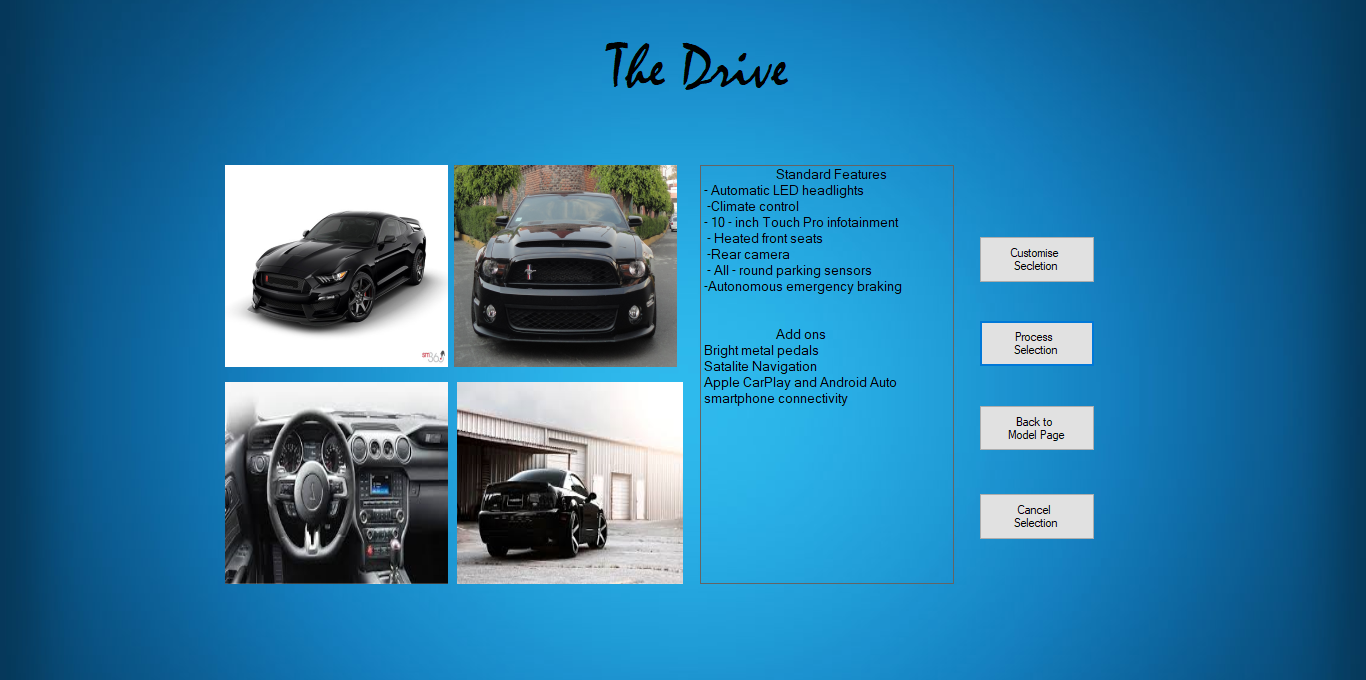 The Drive
Standard Features
- Automatic LED headlights
-Climate control
- 10 - inch Touch Pro infotainment
- Heated front seats
-Rear camera
- All - round parking sensors
-Autonomous emergency braking
Add ons
Bright metal pedals
Satalite Navigation
Apple CarPlay and Android Auto
smartphone connectivity
Customise
Secletion
Process
Selection
Back to
Model Page
Cancel
Selection